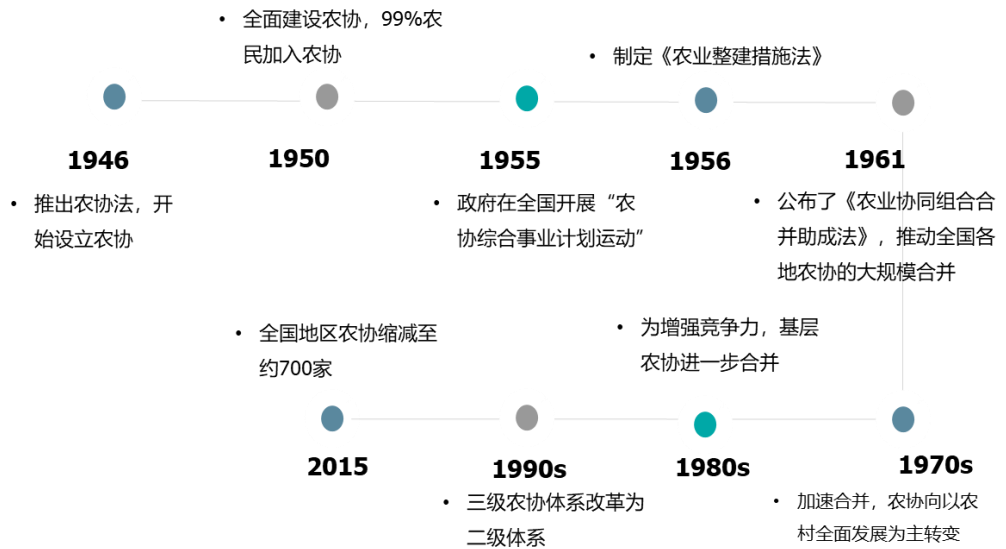 • 全面建设农协，99%农
民加入农协
• 制定《农业整建措施法》
1946
1950
1955
1956
1961
• 推出农协法，开
始设立农协
• 政府在全国开展“农
协综合事业计划运动”
• 公布了《农业协同组合合
并助成法》，推动全国各
地农协的大规模合并
• 全国地区农协缩减至
约700家
• 为增强竞争力，基层
农协进一步合并
2015
1990s
1980s
1970s
• 三级农协体系改革为
二级体系
• 加速合并，农协向以农
村全面发展为主转变